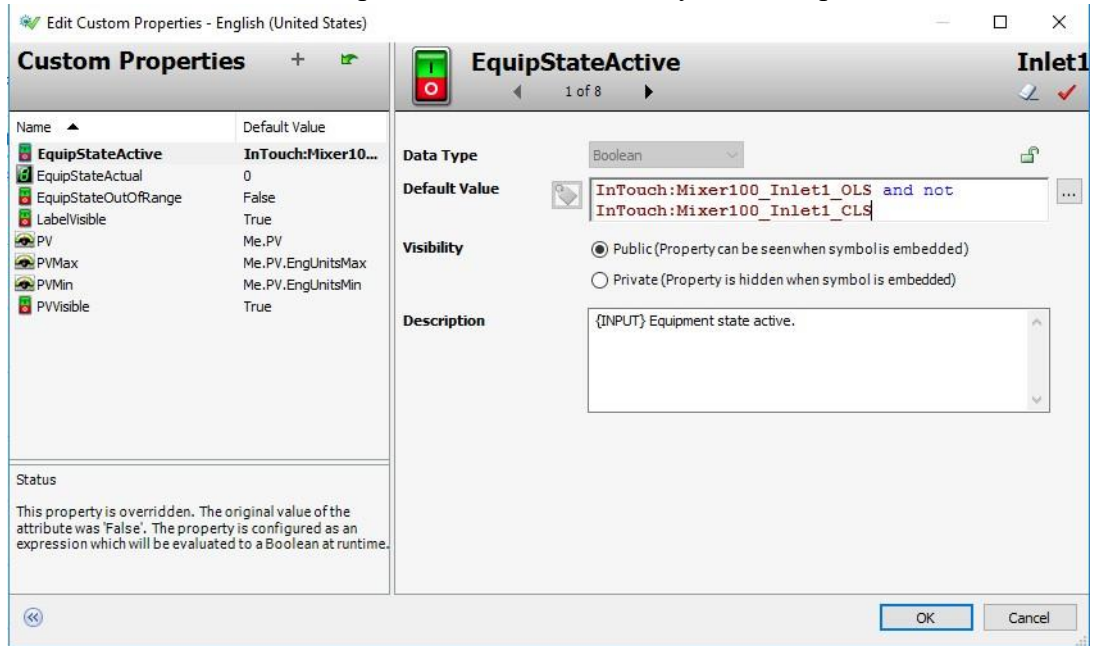 Edit Custom Properties - English (United States)
Custom Properties
Name
Default Value
EquipStateActive
InTouch:Mixer10...
EquipStateActual
0
EquipStateOutOfRange
False
LabelVisible
True
PV
Me.PV
PVMax
Me.PV.EngUnitsMax
PVMin
Me.PV.EngUnitsMin
PVVisible
True
Status
This property is overridden. The original value of the
attribute was 'False'. The property is configured as an
expression which will be evaluated to a Boolean at runtime.
EquipStateActive
Inlet1
1 of 8
Data Type
Boolean
Default Value
InTouch:Mixer100_Inlet1_OLS and not
InTouch:Mixer100_Inlet1_CLS
...
Visibility
Public (Property can be seen when symbol is embedded)
Private (Property is hidden when symbol is embedded)
Description
{INPUT} Equipment state active.
OK
Cancel